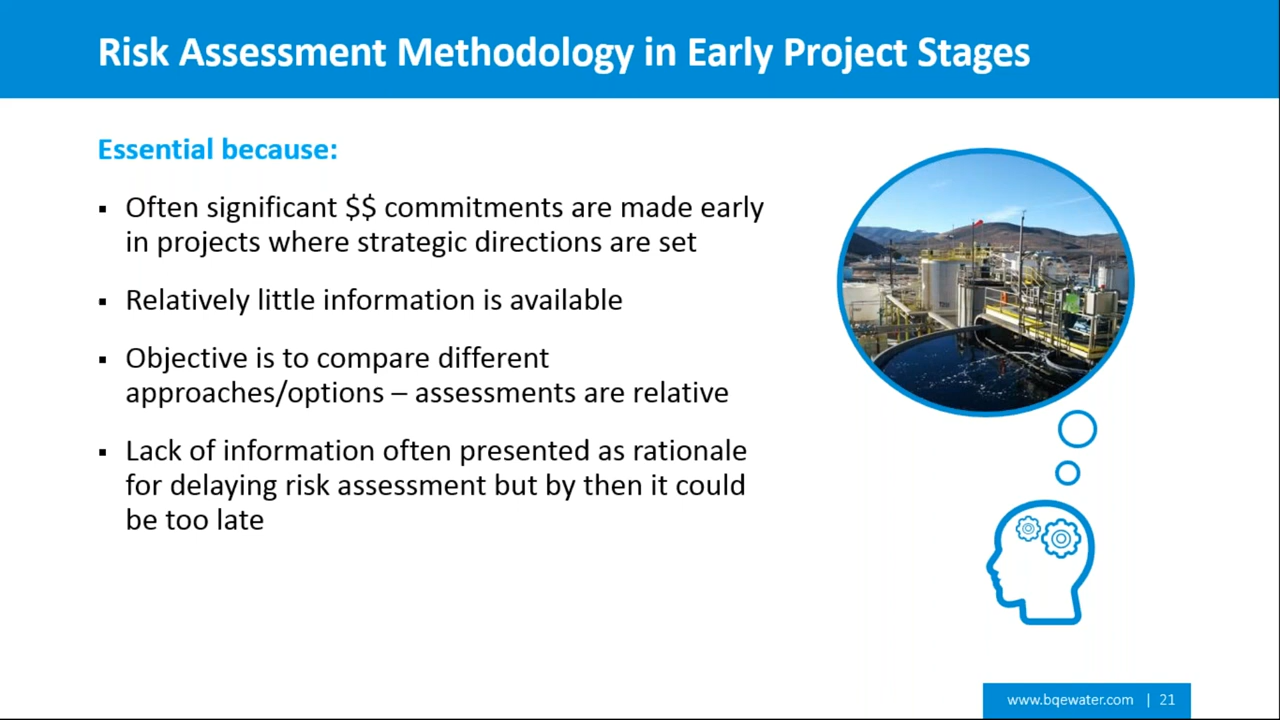 Risk Assessment Methodology in Early Project Stages
Essential because:
▪ Often significant $$ commitments are made early
in projects where strategic directions are set
▪ Relatively little information is available
▪ Objective is to compare different
approaches/options – assessments are relative
▪ Lack of information often presented as rationale
for delaying risk assessment but by then it could
be too late
www.bqewater.com | 21